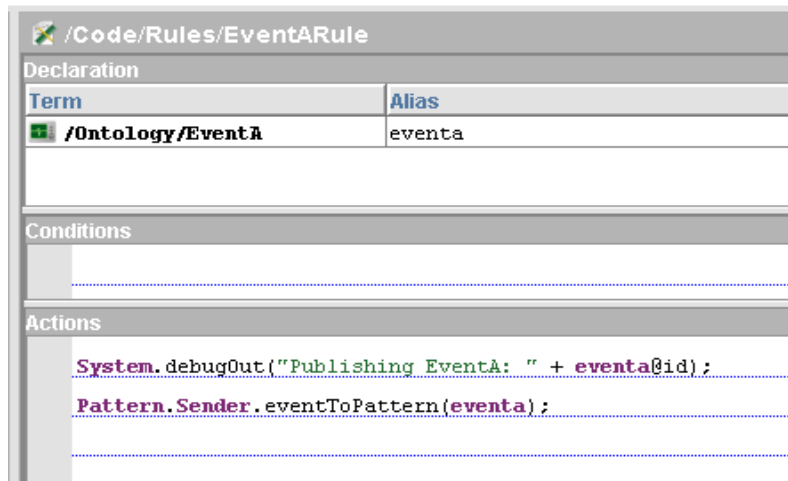 /Code/Rules/EventARule
Declaration
Term Alias
/Ontology/EventA eventa
Conditions
Actions
System.debugOut("Publishing EventA: " + eventa@id);
Pattern.Sender.eventToPattern(eventa);